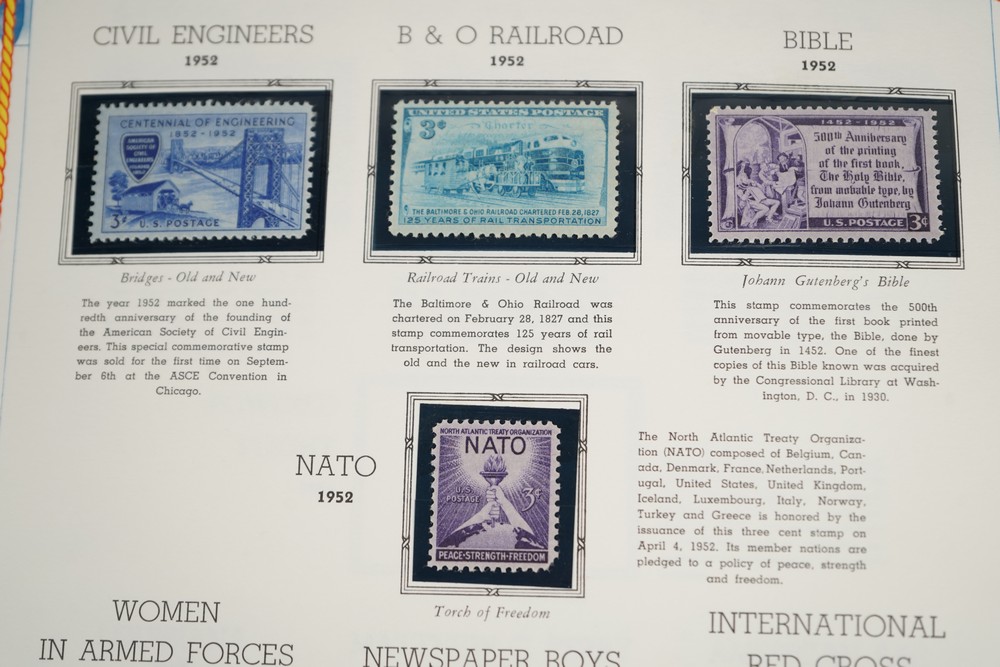 CIVIL ENGINEERS
1952
CENTENNIAL OF ENGINEERING
1852 - 1952
AMERICAN
SOCIETY OF
CIVIL
ENGINEERS
3¢
U.S. POSTAGE
Bridges - Old and New
The year 1952 marked the one hund-
redth anniversary of the founding of
the American Society of Civil Engin-
eers. This special commemorative stamp
was sold for the first time on Septem-
ber 6th at the ASCE Convention in
Chicago.
B & O RAILROAD
1952
UNITED STATES POSTAGE
3¢
Charter
THE BALTIMORE & OHIO RAILROAD CHARTERED FEB. 28, 1827
125 YEARS OF RAIL TRANSPORTATION
Railroad Trains - Old and New
The Baltimore & Ohio Railroad was
chartered on February 28, 1827 and this
stamp commemorates 125 years of rail
transportation. The design shows the
old and the new in railroad cars.
BIBLE
1952
1452 - 1952
500th Anniversary
of the printing
of the first book,
The Holy Bible,
from movable type, by
Johann Gutenberg
U.S. POSTAGE 3¢
Johann Gutenberg's Bible
This stamp commemorates the 500th
anniversary of the first book printed
from movable type, the Bible, done by
Gutenberg in 1452. One of the finest
copies of this Bible known was acquired
by the Congressional Library at Wash-
ington, D. C., in 1930.
NATO
1952
NORTH ATLANTIC TREATY ORGANIZATION
NATO
U.S.
POSTAGE
3¢
PEACE·STRENGTH·FREEDOM
Torch of Freedom
The North Atlantic Treaty Organiza-
tion (NATO) composed of Belgium, Can-
ada, Denmark, France, Netherlands, Port-
ugal, United States, United Kingdom,
Iceland, Luxembourg, Italy, Norway,
Turkey and Greece is honored by the
issuance of this three cent stamp on
April 4, 1952. Its member nations are
pledged to a policy of peace, strength
and freedom.
WOMEN
IN ARMED FORCES
NEWSPAPER BOYS
INTERNATIONAL
RED CROSS